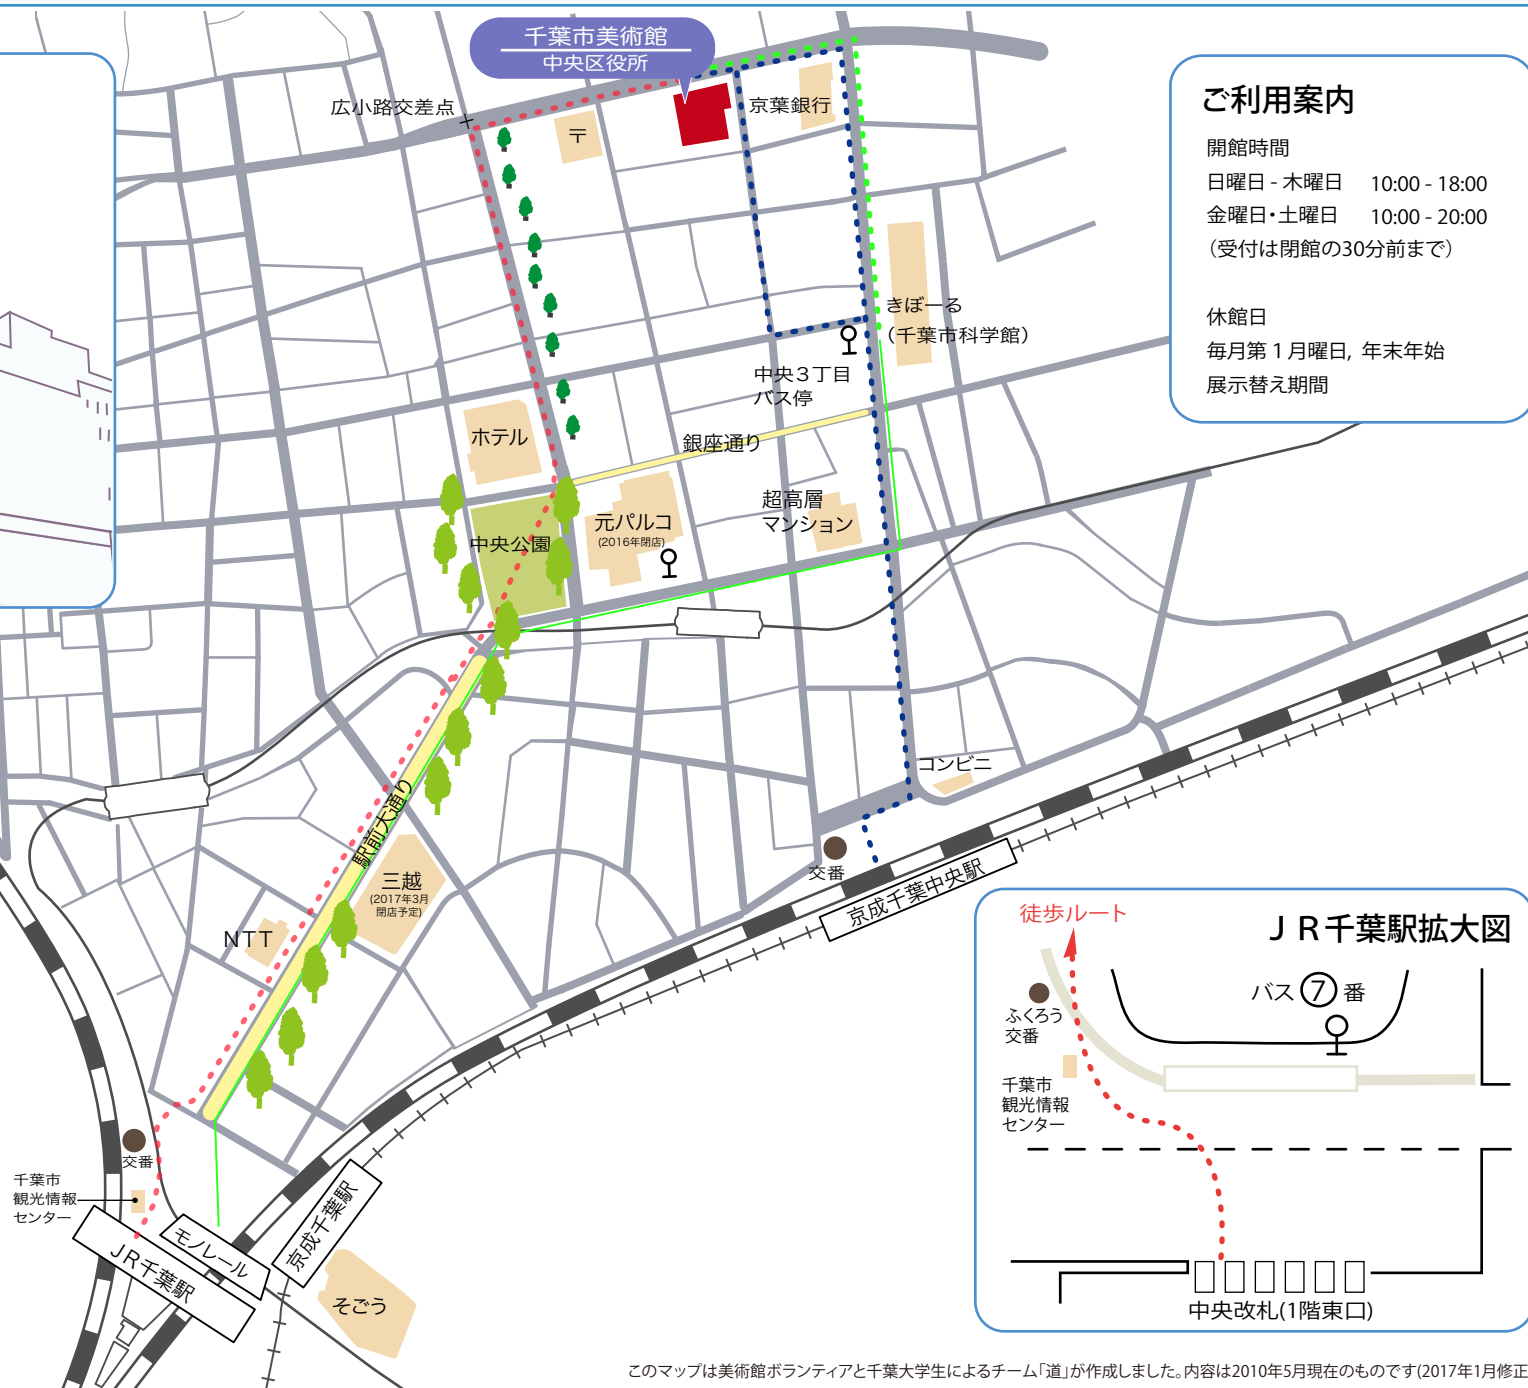 千葉市美術館
中央区役所
広小路交差点
〒
京葉銀行
ご利用案内
開館時間
日曜日 - 木曜日 10:00 - 18:00
金曜日・土曜日 10:00 - 20:00
（受付は閉館の30分前まで）
休館日
毎月第１月曜日, 年末年始
展示替え期間
きぼーる
（千葉市科学館）
中央３丁目
バス停
銀座通り
ホテル
超高層
マンション
元パルコ
(2016年閉店)
中央公園
駅前大通り
コンビニ
交番
京成千葉中央駅
三越
(2017年3月
閉店予定)
NTT
交番
千葉市
観光情報
センター
モノレール
JR千葉駅
京成千葉駅
そごう
徒歩ルート
ＪＲ千葉駅拡大図
バス⑦番
ふくろう
交番
千葉市
観光情報
センター
中央改札(1階東口)
このマップは美術館ボランティアと千葉大学生によるチーム「道」が作成しました。内容は2010年5月現在のものです(2017年1月修正